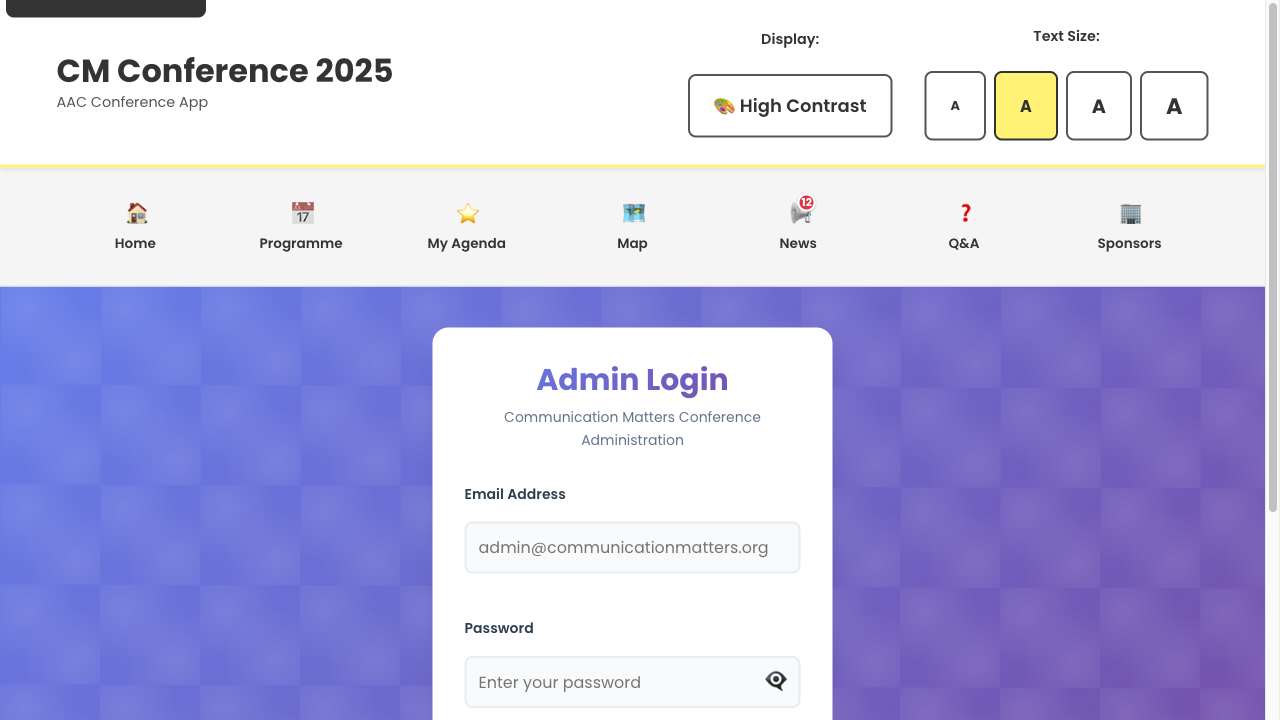 CM Conference 2025
AAC Conference App
Display:
🎨 High Contrast
Text Size:
A
A
A
A
Home
Programme
17
My Agenda
Map
12
News
Q&A
Sponsors
Admin Login
Communication Matters Conference
Administration
Email Address
admin@communicationmatters.org
Password
Enter your password